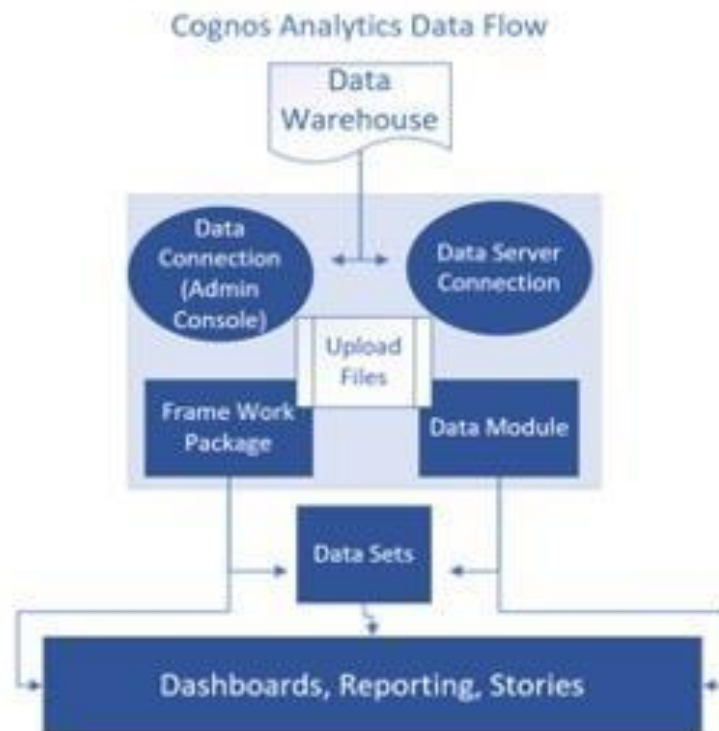 Cognos Analytics Data Flow
Data
Warehouse
Data
Connection
(Admin
Console)
Data Server
Connection
Upload
Files
Frame Work
Package
Data Module
Data Sets
Dashboards, Reporting, Stories